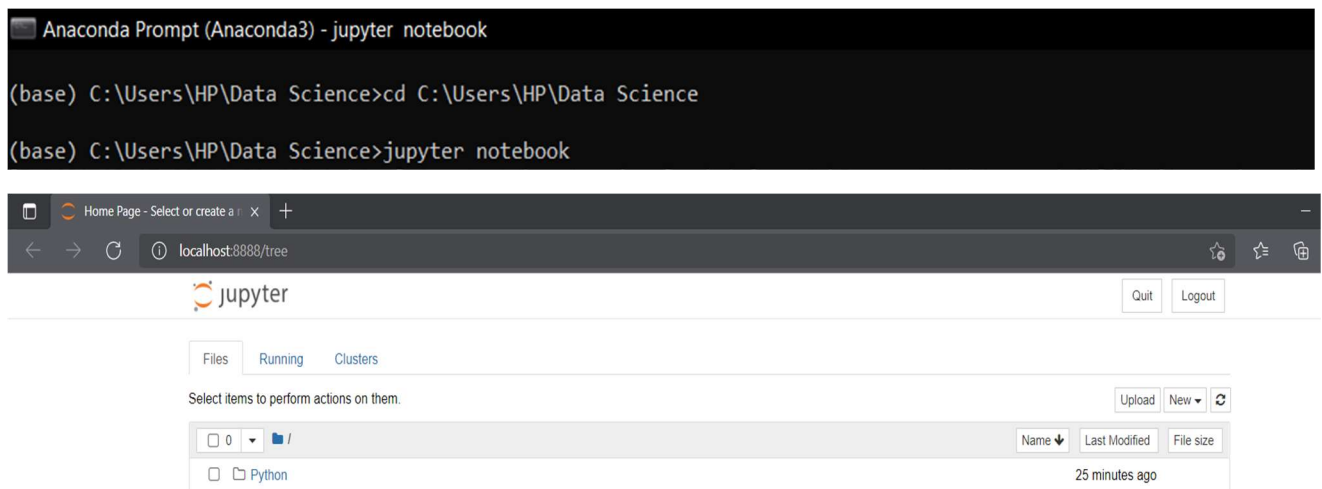 Anaconda Prompt (Anaconda3) - jupyter notebook
(base) C:\Users\HP\Data Science>cd C:\Users\HP\Data Science
(base) C:\Users\HP\Data Science>jupyter notebook
Home Page - Select or create a n
localhost:8888/tree
jupyter
Quit Logout
Files Running Clusters
Select items to perform actions on them.
Upload New
0 / Name Last Modified File size
Python 25 minutes ago